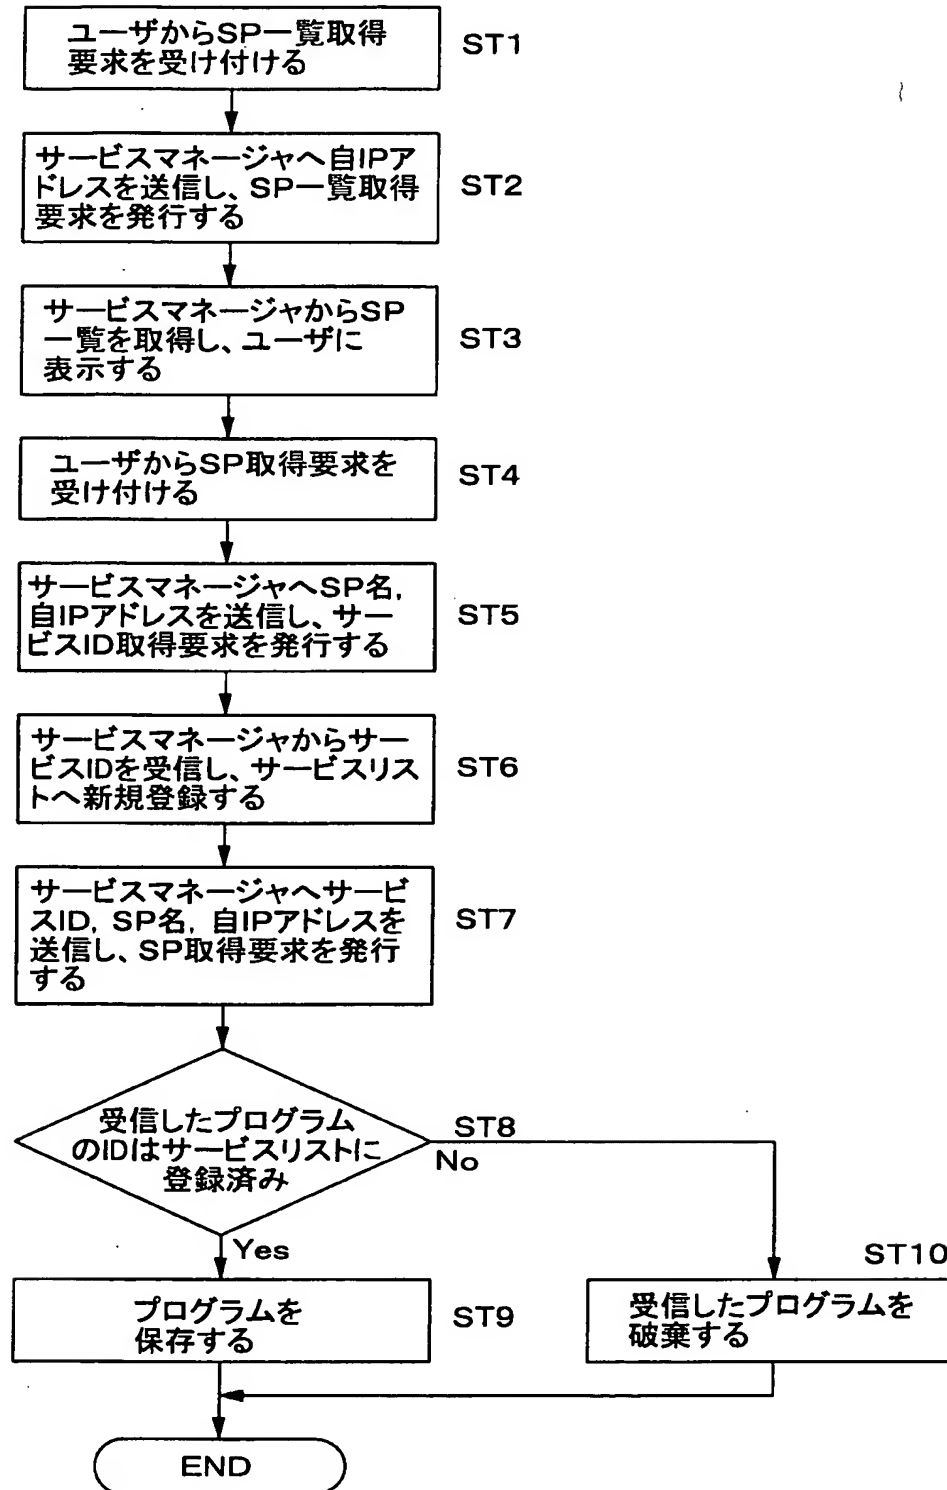 ユーザからSP一覧取得
要求を受け付ける
ST1
サービスマネージャへ自IPア
ドレスを送信し、SP一覧取得
要求を発行する
ST2
サービスマネージャからSP
一覧を取得し、ユーザに
表示する
ST3
ユーザからSP取得要求を
受け付ける
ST4
サービスマネージャへSP名,
自IPアドレスを送信し、サー
ビスID取得要求を発行する
ST5
サービスマネージャからサー
ビスIDを受信し、サービスリス
トへ新規登録する
ST6
サービスマネージャへサービ
スID, SP名, 自IPアドレスを
送信し、SP取得要求を発行
する
ST7
受信したプログラム
のIDはサービスリストに
登録済み
ST8
No
Yes
プログラムを
保存する
ST9
ST10
受信したプログラムを
破棄する
END